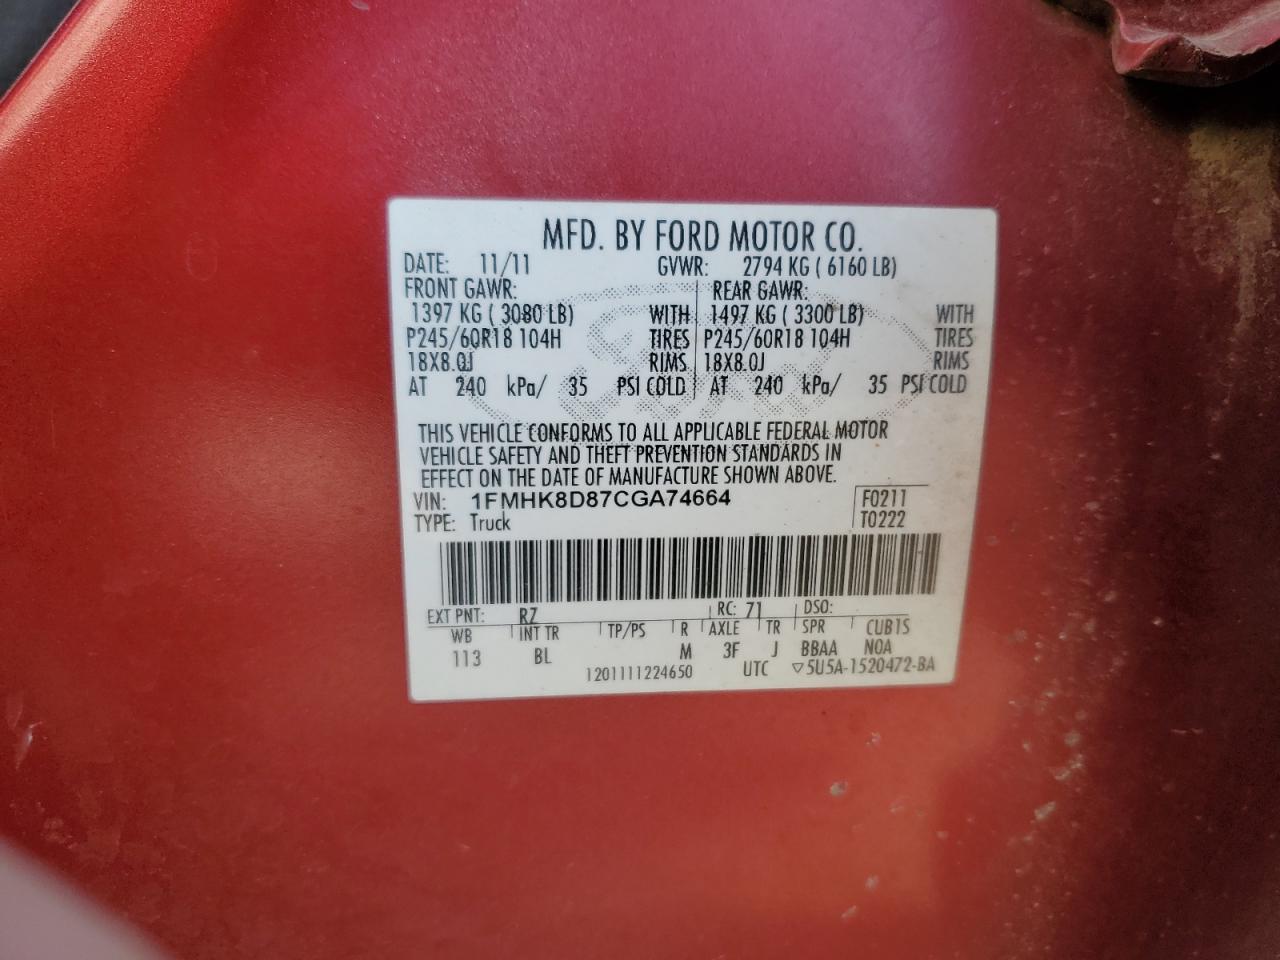 MFD. BY FORD MOTOR CO.
DATE: 11/11 GVWR: 2794 KG ( 6160 LB)
FRONT GAWR: REAR GAWR:
1397 KG ( 3080 LB) WITH 1497 KG ( 3300 LB) WITH
P245/60R18 104H TIRES P245/60R18 104H TIRES
18X8.0J RIMS 18X8.0J RIMS
AT 240 kPa/ 35 PSI COLD AT 240 kPa/ 35 PSI COLD
THIS VEHICLE CONFORMS TO ALL APPLICABLE FEDERAL MOTOR
VEHICLE SAFETY AND THEFT PREVENTION STANDARDS IN
EFFECT ON THE DATE OF MANUFACTURE SHOWN ABOVE.
VIN: 1FMHK8D87CGA74664 F0211
TYPE: Truck T0222
EXT PNT: RZ RC: 71 DSO:
WB INT TR TP/PS R AXLE TR SPR CUB1S
113 BL M 3F J BBAA NOA
1201111224650 UTC ▽5U5A-1520472-BA